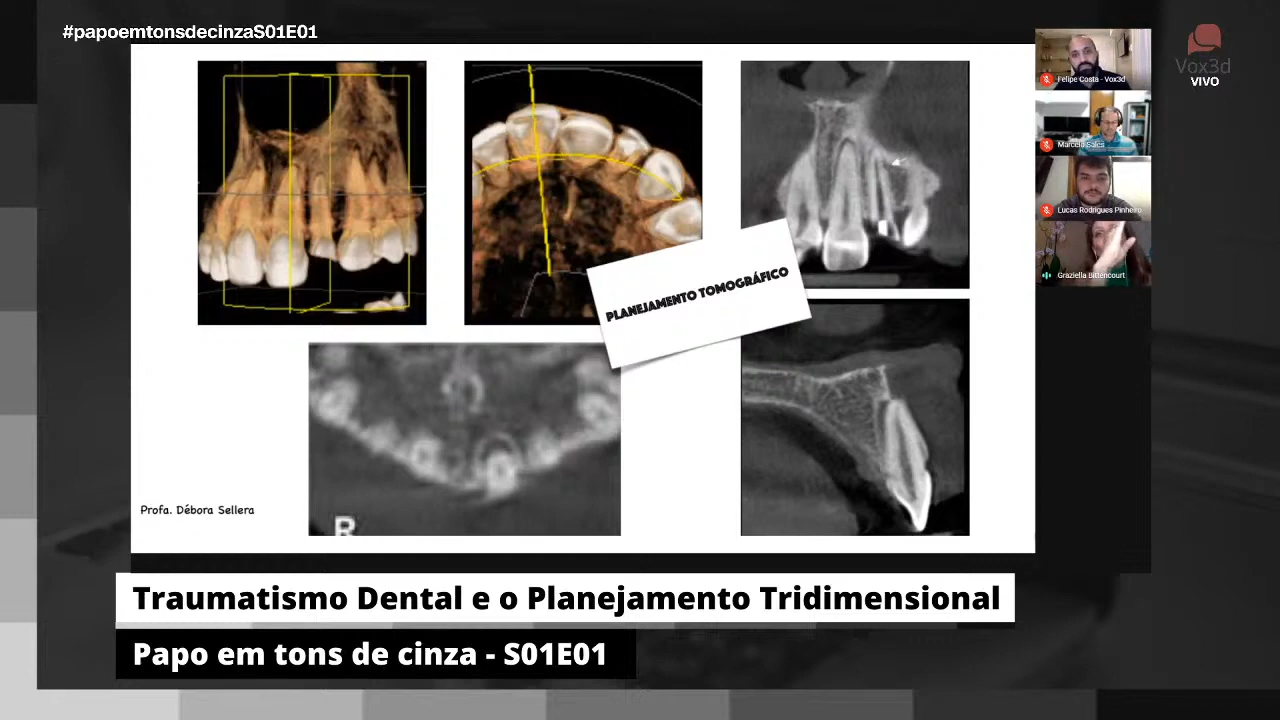 #papoemtonsdecinzaS01E01
Vox3d
VIVO
Felipe Costa - Vox3d
Marcelo Sales
Lucas Rodrigues Pinheiro
Graziella Bittencourt
PLANEJAMENTO TOMOGRÁFICO
R
Profa. Débora Sellera
Traumatismo Dental e o Planejamento Tridimensional
Papo em tons de cinza - S01E01